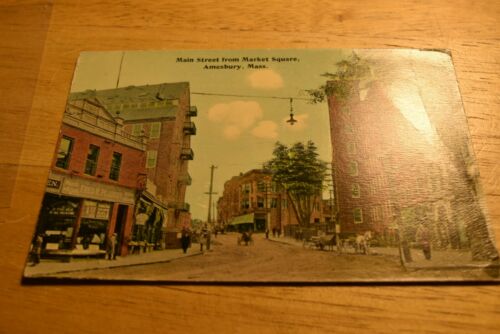 Main Street from Market Square,
Amesbury, Mass.